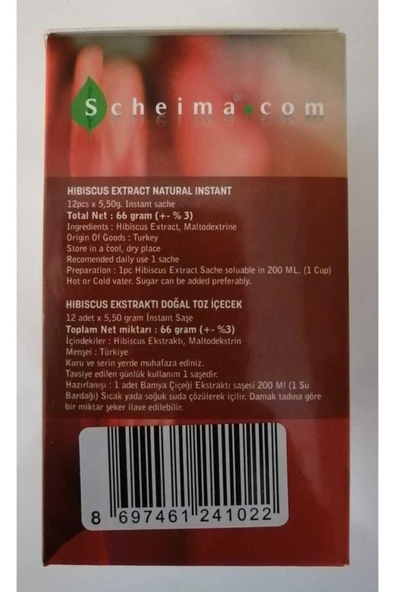 Scheima®.com
HIBISCUS EXTRACT NATURAL INSTANT
12pcs x 5,50g. Instant sache
Total Net : 66 gram (+- % 3)
Ingredients : Hibiscus Extract, Maltodextrine
Origin Of Goods : Turkey
Store in a cool, dry place
Recomended daily use 1 sache
Preparation : 1pc Hibiscus Extract Sache soluable in 200 ML. (1 Cup)
Hot or Cold vater. Sugar can be added preferably.
HIBISCUS EKSTRAKTI DOĞAL TOZ İÇECEK
12 adet x 5,50 gram İnstant Saşe
Toplam Net miktarı : 66 gram (+- %3)
İçindekiler : Hibiscus Ekstraktı, Maltodekstrin
Menşei : Türkiye
Kuru ve serin yerde muhafaza ediniz.
Tavsiye edilen günlük kullanım 1 saşedir.
Hazırlanışı : 1 adet Bamya Çiçeği Ekstraktı saşesi 200 Ml (1 Su
Bardağı) Sıcak yada soğuk suda çözülerek içilir. Damak tadına göre
bir miktar şeker ilave edilebilir.
8 697461 241022